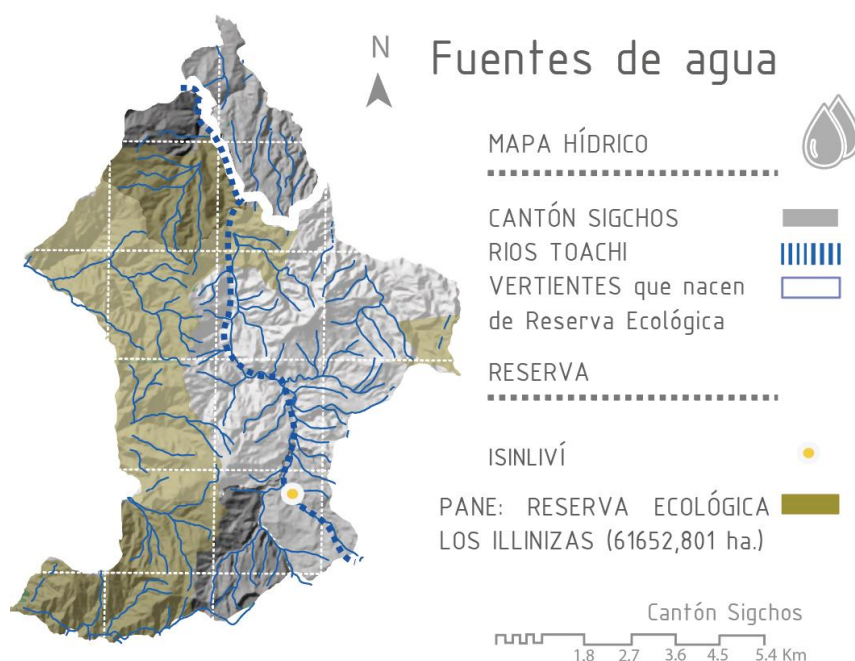 N
Fuentes de agua
MAPA HÍDRICO
CANTÓN SIGCHOS
RIOS TOACHI
VERTIENTES que nacen
de Reserva Ecológica
RESERVA
ISINLIVÍ
PANE: RESERVA ECOLÓGICA
LOS ILLINIZAS (61652,801 ha.)
Cantón Sigchos
1.8 2.7 3.6 4.5 5.4 Km